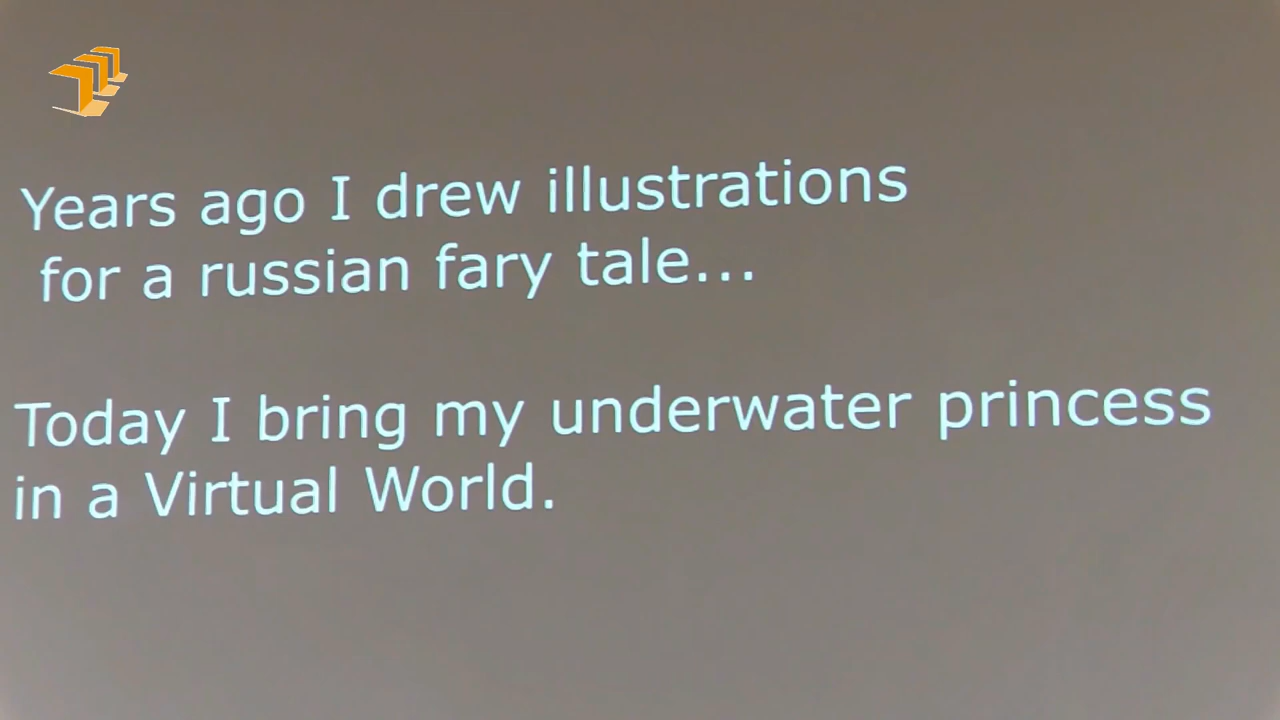 Years ago I drew illustrations
for a russian fary tale...
Today I bring my underwater princess
in a Virtual World.